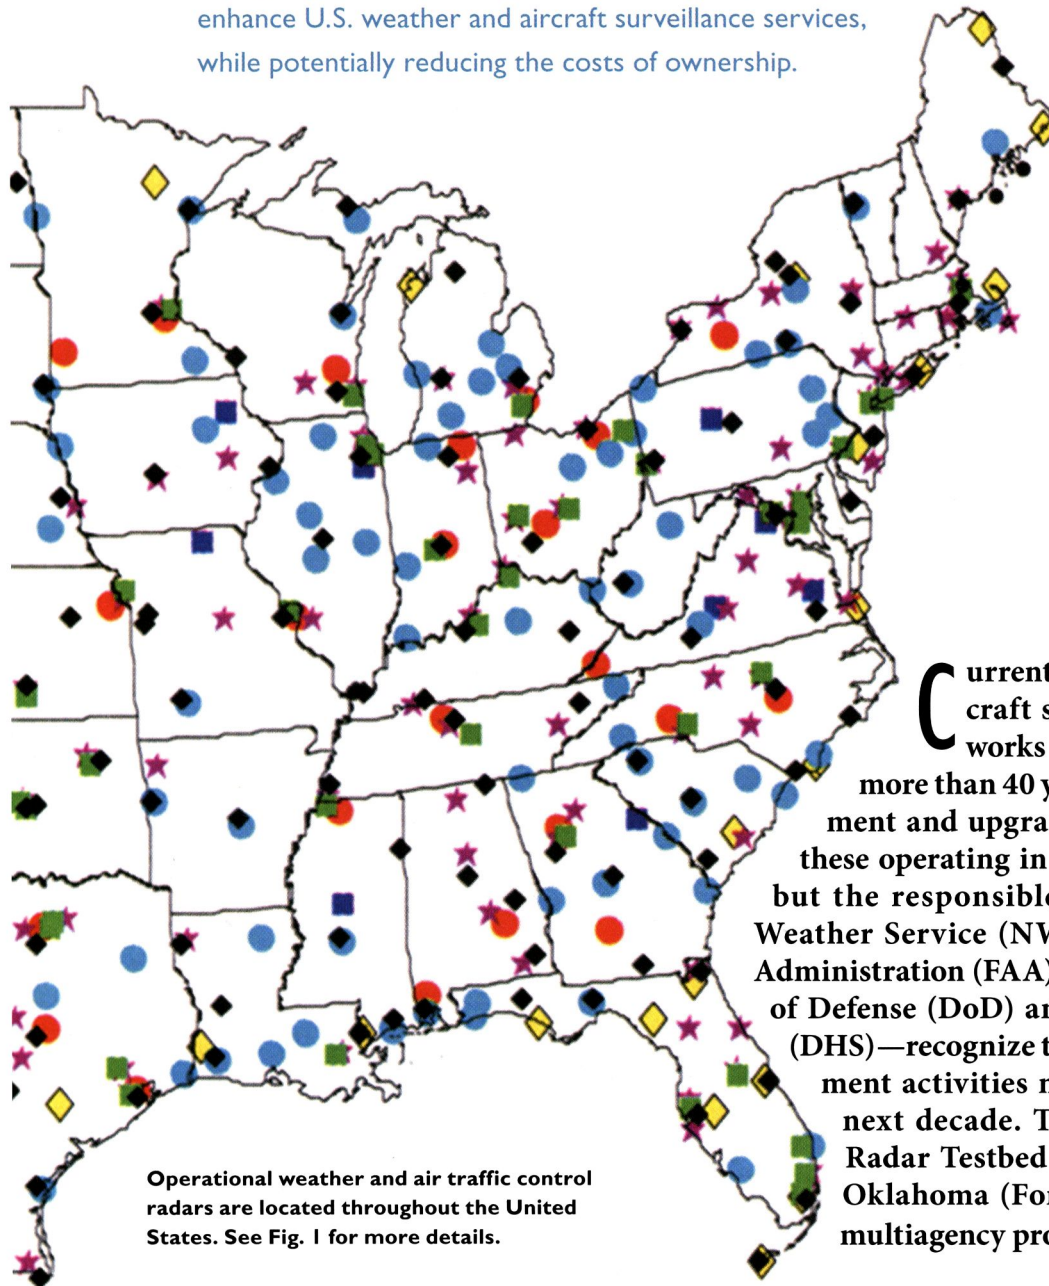 enhance U.S. weather and aircraft surveillance services,
while potentially reducing the costs of ownership.
Current
craft s
works
more than 40 y
ment and upgra
these operating in
but the responsible
Weather Service (NW
Administration (FAA)
of Defense (DoD) an
(DHS)—recognize t
ment activities n
next decade. T
Radar Testbed
Oklahoma (For
multiagency pro
Operational weather and air traffic control
radars are located throughout the United
States. See Fig. 1 for more details.